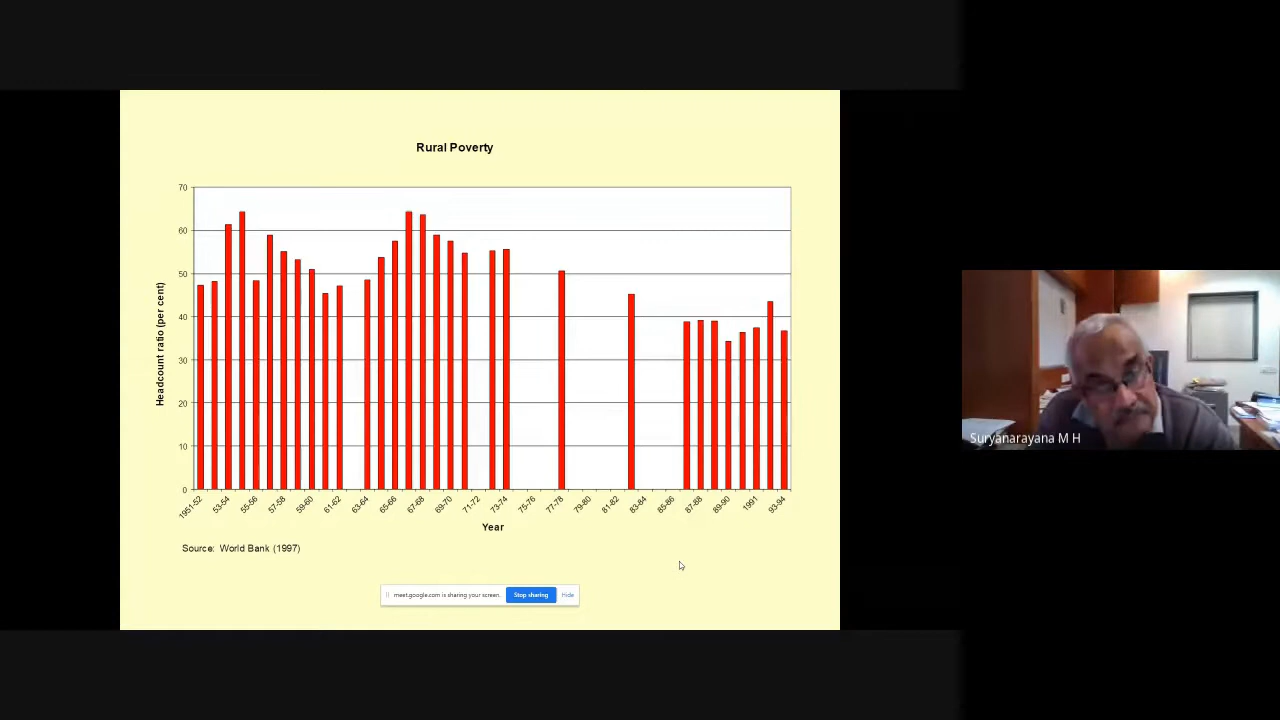 Rural Poverty
70
60
50
40
30
20
10
0
Headcount ratio (per cent)
1951-52 53-54 55-56 57-58 59-60 61-62 63-64 65-66 67-68 69-70 71-72 73-74 75-76 77-78 79-80 81-82 83-84 85-86 87-88 89-90 1991 93-94
Year
Source: World Bank (1997)
meet.google.com is sharing your screen. Stop sharing Hide
Suryanarayana M H